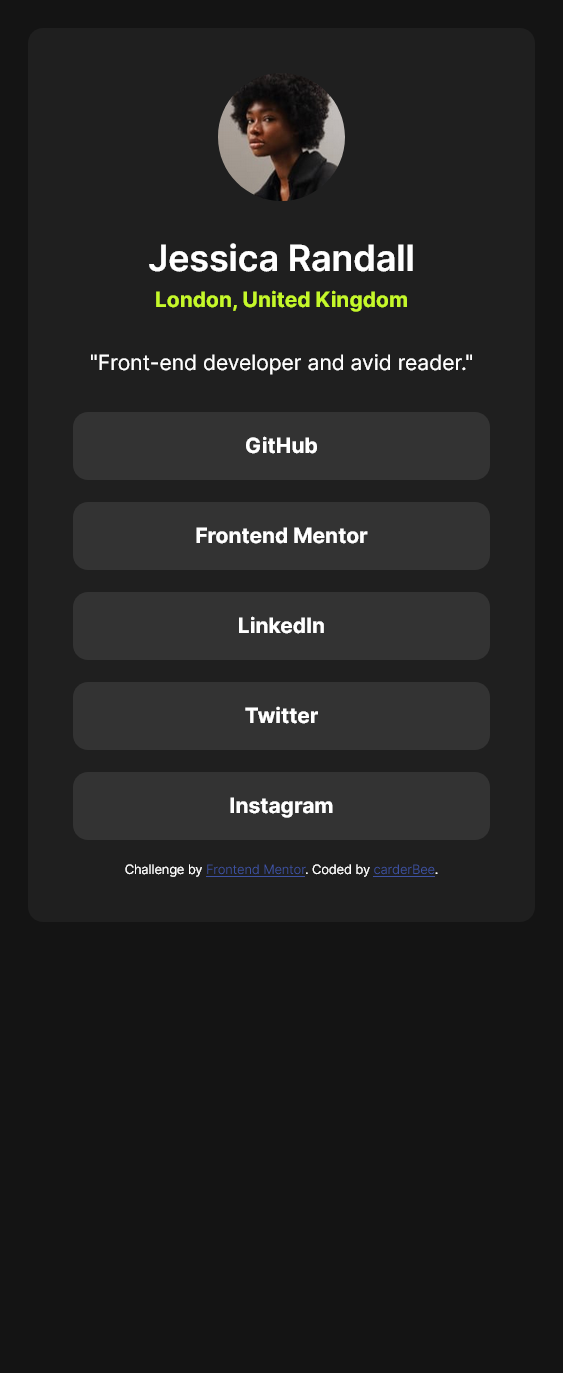 Jessica Randall
London, United Kingdom
"Front-end developer and avid reader."
GitHub
Frontend Mentor
LinkedIn
Twitter
Instagram
Challenge by Frontend Mentor. Coded by carderBee.